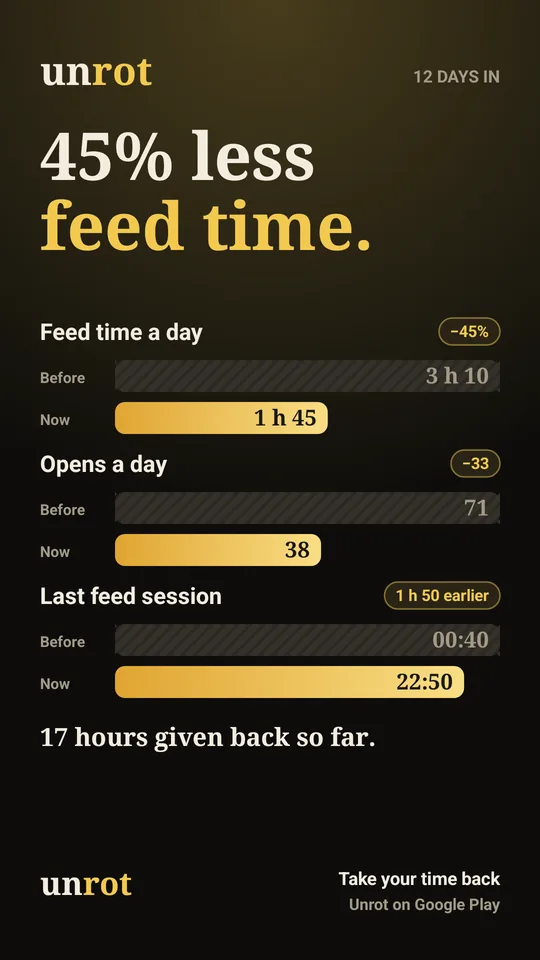 unrot
12 DAYS IN
45% less
feed time.
Feed time a day
−45%
Before
3 h 10
Now
1 h 45
Opens a day
−33
Before
71
Now
38
Last feed session
1 h 50 earlier
Before
00:40
Now
22:50
17 hours given back so far.
unrot
Take your time back
Unrot on Google Play